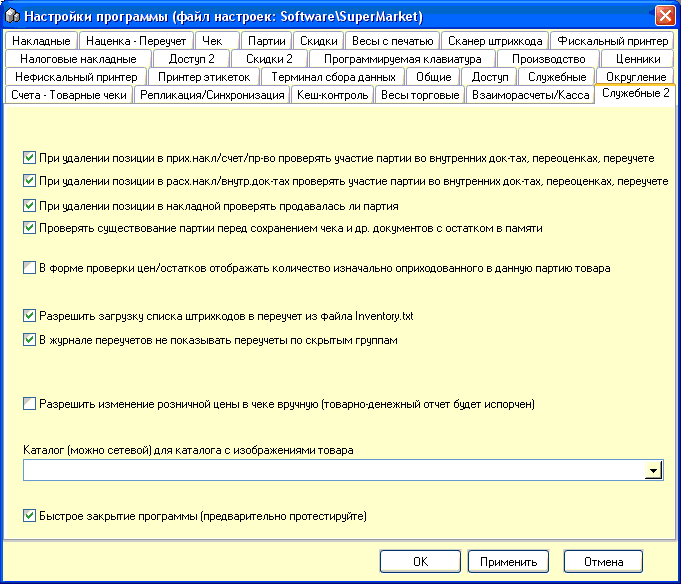 Настройки программы (файл настроек: Software\SuperMarket)
Накладные Наценка - Переучет Чек Партии Скидки Весы с печатью Сканер штрихкода Фискальный принтер
Налоговые накладные Доступ 2 Скидки 2 Программируемая клавиатура Производство Ценники
Нефискальный принтер Принтер этикеток Терминал сбора данных Общие Доступ Служебные Округление
Счета - Товарные чеки Репликация/Синхронизация Кеш-контроль Весы торговые Взаиморасчеты/Касса Служебные 2
При удалении позиции в прих.накл/счет/пр-во проверять участие партии во внутренних док-тах, переоценках, переучете
При удалении позиции в расх.накл/внутр.док-тах проверять участие партии во внутренних док-тах, переоценках, переучете
При удалении позиции в накладной проверять продавалась ли партия
Проверять существование партии перед сохранением чека и др. документов с остатком в памяти
В форме проверки цен/остатков отображать количество изначально оприходованного в данную партию товара
Разрешить загрузку списка штрихкодов в переучет из файла Inventory.txt
В журнале переучетов не показывать переучеты по скрытым группам
Разрешить изменение розничной цены в чеке вручную (товарно-денежный отчет будет испорчен)
Каталог (можно сетевой) для каталога с изображениями товара
Быстрое закрытие программы (предварительно протестируйте)
OK Применить Отмена